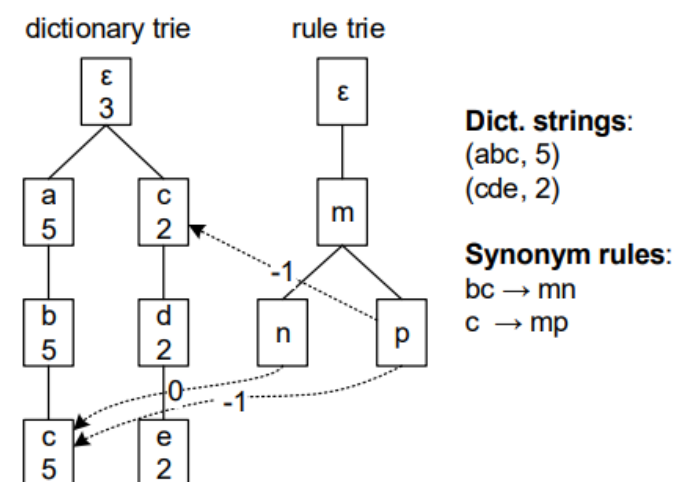 dictionary trie
rule trie
ε
3
ε
a
5
c
2
m
-1
b
5
d
2
n
p
0
-1
c
5
e
2
Dict. strings:
(abc, 5)
(cde, 2)
Synonym rules:
bc → mn
c → mp